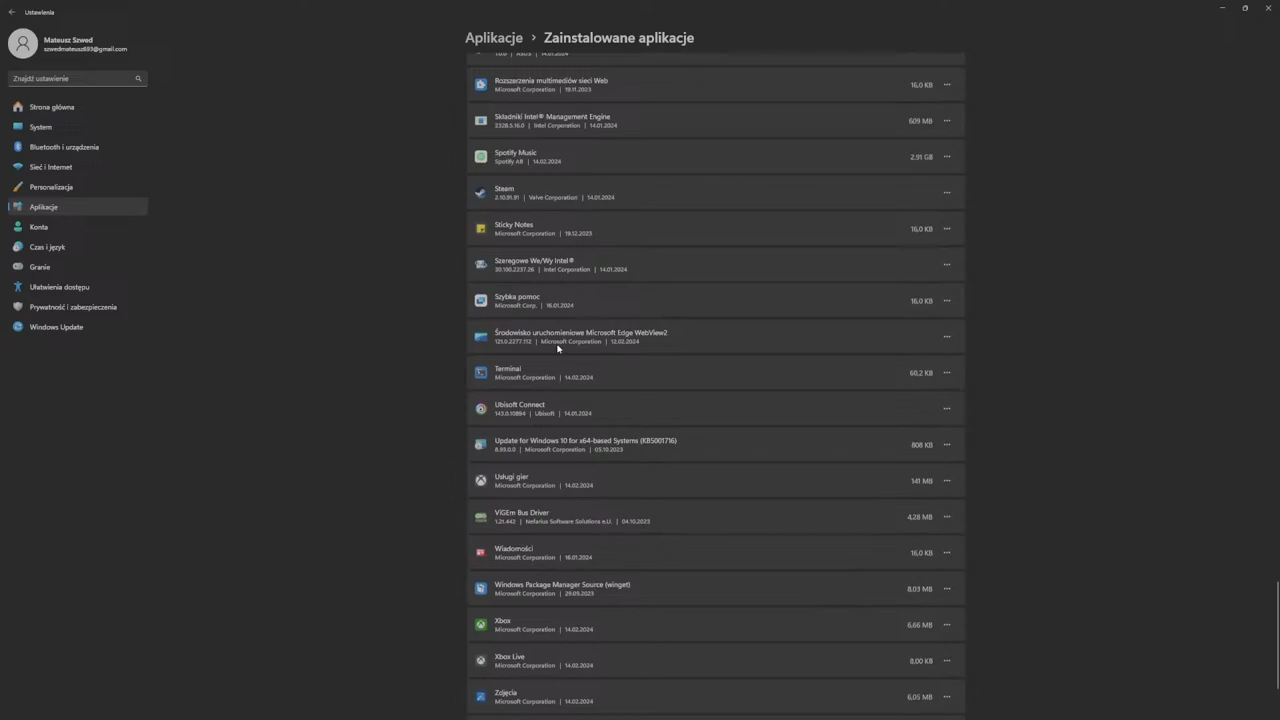 Ustawienia
Mateusz Szwed
szwedmateusz693@gmail.com
Znajdź ustawienie
Strona główna
System
Bluetooth i urządzenia
Sieć i Internet
Personalizacja
Aplikacje
Konta
Czas i język
Granie
Ułatwienia dostępu
Prywatność i zabezpieczenia
Windows Update
Aplikacje > Zainstalowane aplikacje
1.0.0 | ASUS | 14.01.2024
Rozszerzenia multimediów sieci Web 16,0 KB
Microsoft Corporation | 19.11.2023
Składniki Intel® Management Engine 609 MB
2328.5.16.0 | Intel Corporation | 14.01.2024
Spotify Music 2,91 GB
Spotify AB | 14.02.2024
Steam
2.10.91.91 | Valve Corporation | 14.01.2024
Sticky Notes 16,0 KB
Microsoft Corporation | 19.12.2023
Szeregowe We/Wy Intel®
30.100.2237.26 | Intel Corporation | 14.01.2024
Szybka pomoc 16,0 KB
Microsoft Corp. | 16.01.2024
Środowisko uruchomieniowe Microsoft Edge WebView2
121.0.2277.112 | Microsoft Corporation | 12.02.2024
Terminal 60,2 KB
Microsoft Corporation | 14.02.2024
Ubisoft Connect
143.0.10894 | Ubisoft | 14.01.2024
Update for Windows 10 for x64-based Systems (KB5001716) 808 KB
8.93.0.0 | Microsoft Corporation | 05.10.2023
Usługi gier 141 MB
Microsoft Corporation | 14.02.2024
ViGEm Bus Driver 4,28 MB
1.21.442 | Nefarius Software Solutions e.U. | 04.10.2023
Wiadomości 16,0 KB
Microsoft Corporation | 16.01.2024
Windows Package Manager Source (winget) 8,03 MB
Microsoft Corporation | 29.09.2023
Xbox 6,66 MB
Microsoft Corporation | 14.02.2024
Xbox Live 8,00 KB
Microsoft Corporation | 14.02.2024
Zdjęcia 6,05 MB
Microsoft Corporation | 14.02.2024